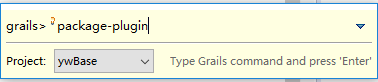 grails> package-plugin
Project: ywBase Type Grails command and press 'Enter'